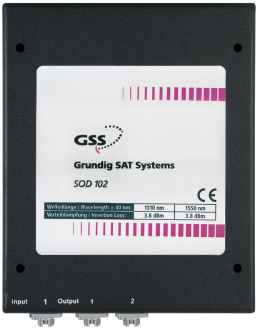 GSS
Grundig SAT Systems
SOD 102
CE
Wellenlänge / Wavelength ± 40 nm: 1310 nm 1550 nm
Verteildämpfung / Insertion Loss: 3.8 dBm 3.8 dBm
Input 1 Output 1 2